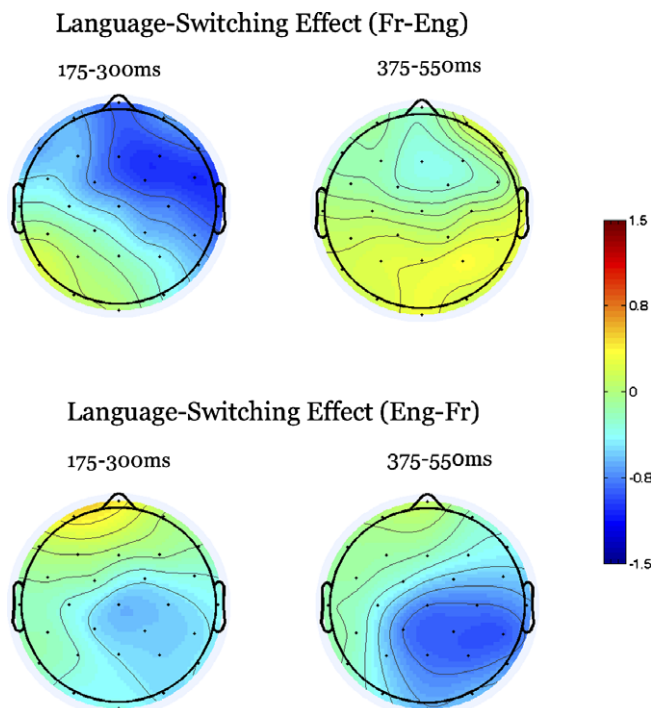 Language-Switching Effect (Fr-Eng)
175-300ms
375-550ms
1.5
0.8
0
-0.8
-1.5
Language-Switching Effect (Eng-Fr)
175-300ms
375-550ms